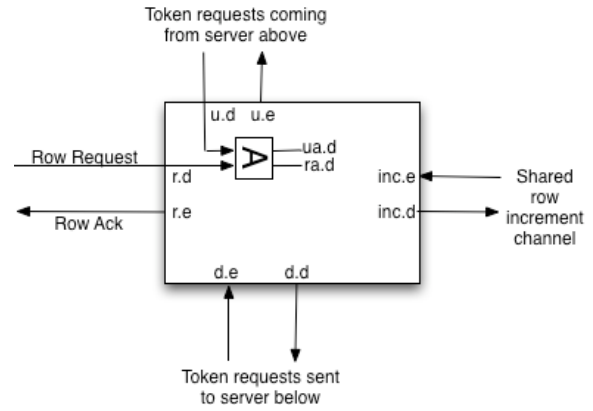 Token requests coming
from server above
u.d u.e
A
ua.d
ra.d
Row Request
r.d
inc.e
Shared
row
increment
channel
r.e
inc.d
Row Ack
d.e d.d
Token requests sent
to server below